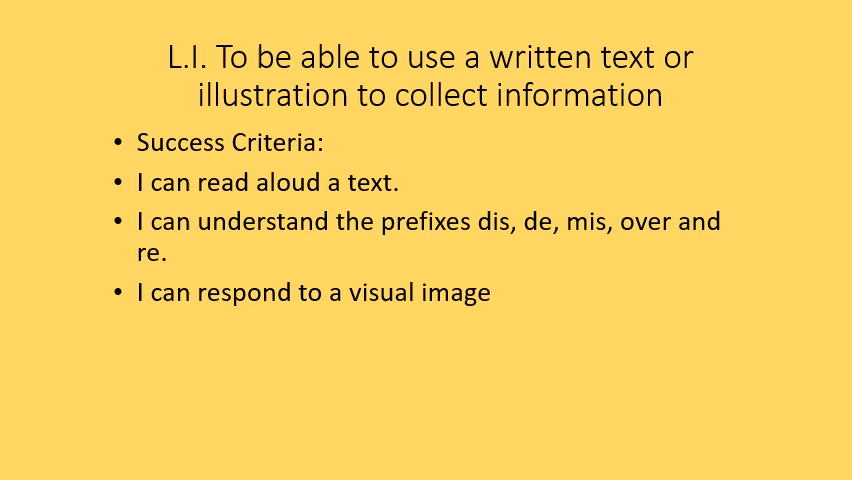 L.I. To be able to use a written text or
illustration to collect information
• Success Criteria:
• I can read aloud a text.
• I can understand the prefixes dis, de, mis, over and
re.
• I can respond to a visual image